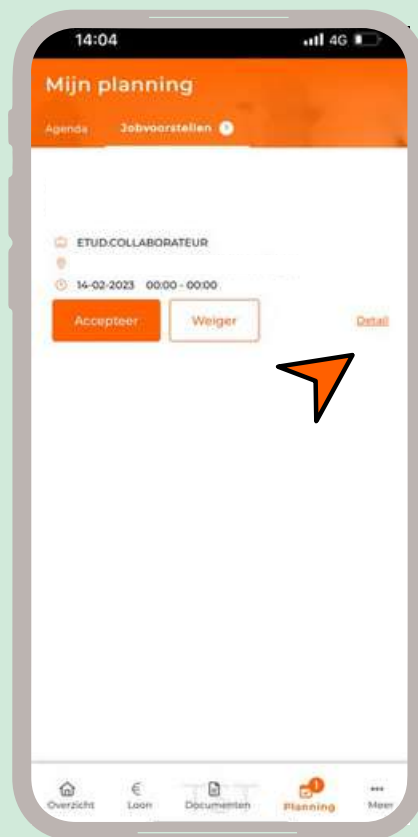 14:04 4G
Mijn planning
Agenda Jobvoorstellen
ETUD.COLLABORATEUR
14-02-2023 00:00 - 00:00
Accepteer Weiger Detail
1
Overzicht Loon Documenten Planning Meer